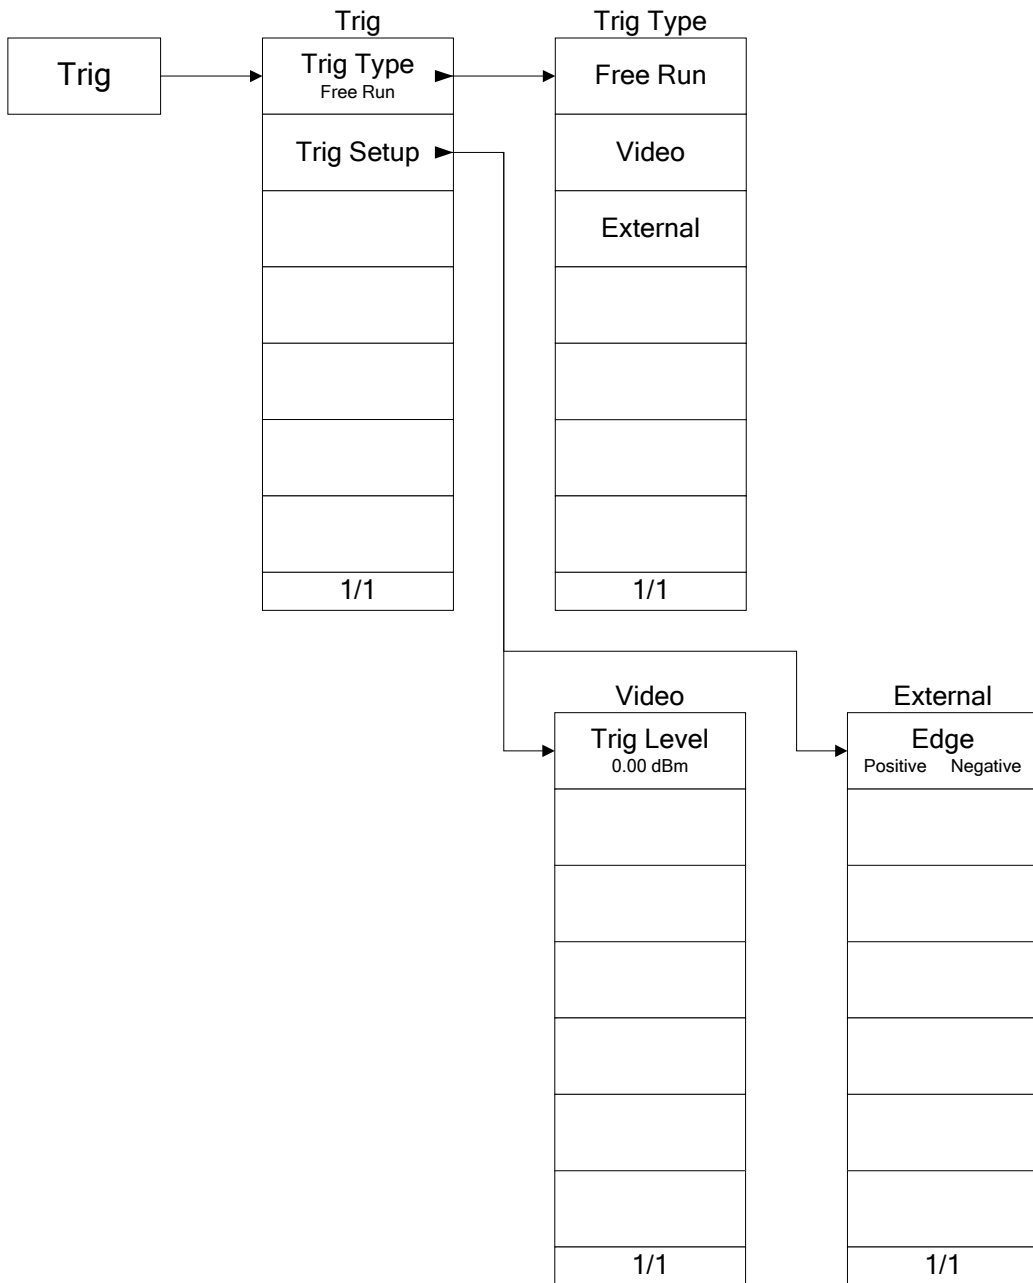 Trig
Trig
Trig Type
Free Run
Trig Setup
1/1
Trig Type
Free Run
Video
External
1/1
Video
Trig Level
0.00 dBm
1/1
External
Edge
Positive Negative
1/1